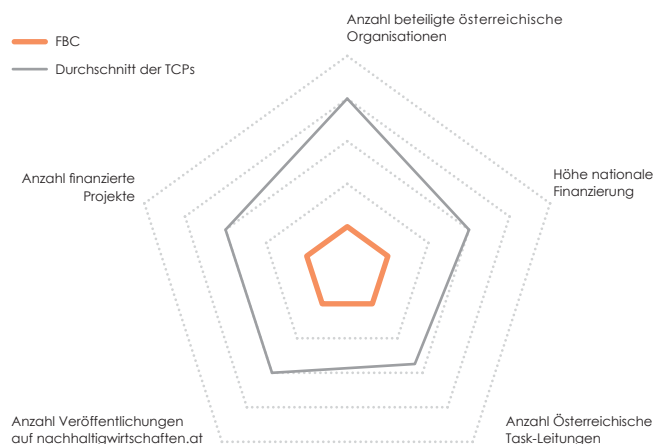 Anzahl beteiligte österreichische
Organisationen
FBC
Durchschnitt der TCPs
Anzahl finanzierte
Projekte
Höhe nationale
Finanzierung
Anzahl Veröffentlichungen
auf nachhaltigwirtschaften.at
Anzahl Österreichische
Task-Leitungen